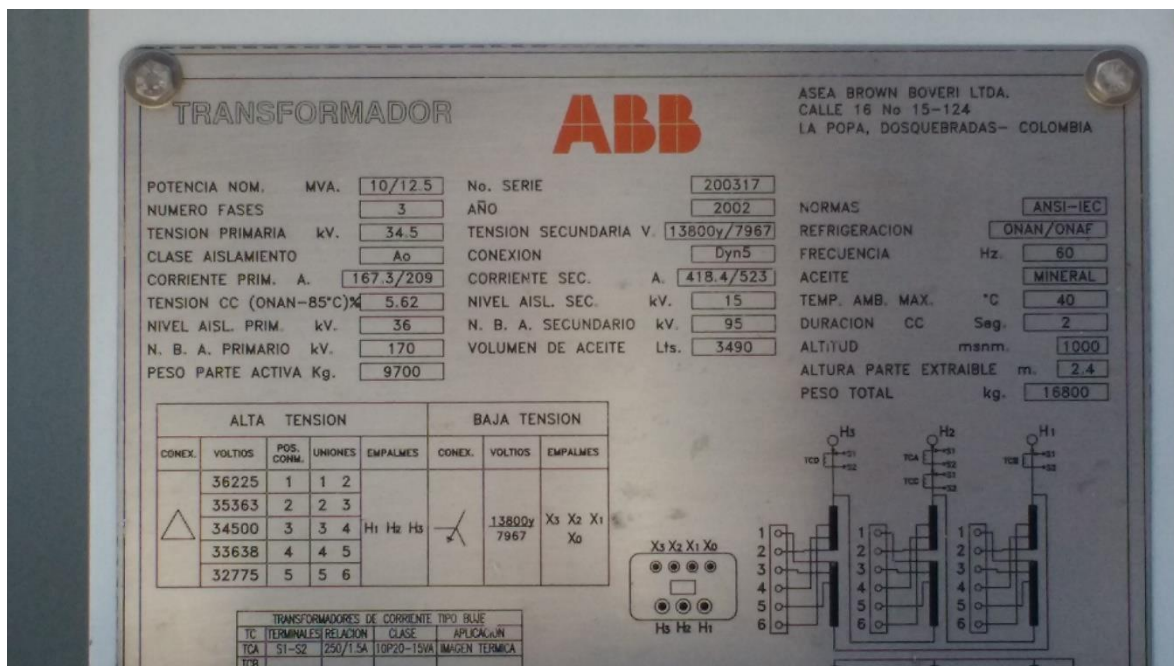 TRANSFORMADOR
ABB
ASEA BROWN BOVERI LTDA.
CALLE 16 No 15-124
LA POPA, DOSQUEBRADAS- COLOMBIA
POTENCIA NOM. MVA. 10/12.5
NUMERO FASES 3
TENSION PRIMARIA kV. 34.5
CLASE AISLAMIENTO Ao
CORRIENTE PRIM. A. 167.3/209
TENSION CC (ONAN-85°C)% 5.62
NIVEL AISL. PRIM. kV. 36
N. B. A. PRIMARIO kV. 170
PESO PARTE ACTIVA Kg. 9700
No. SERIE 200317
AÑO 2002
TENSION SECUNDARIA V. 13800y/7967
CONEXION Dyn5
CORRIENTE SEC. A. 418.4/523
NIVEL AISL. SEC. kV. 15
N. B. A. SECUNDARIO kV. 95
VOLUMEN DE ACEITE Lts. 3490
NORMAS ANSI-IEC
REFRIGERACION ONAN/ONAF
FRECUENCIA Hz. 60
ACEITE MINERAL
TEMP. AMB. MAX. °C 40
DURACION CC Seg. 2
ALTITUD msnm. 1000
ALTURA PARTE EXTRAIBLE m. 2.4
PESO TOTAL kg. 16800
ALTA TENSION BAJA TENSION
CONEX. VOLTIOS POS. CONM. UNIONES EMPALMES CONEX. VOLTIOS EMPALMES
36225 1 1 2
35363 2 2 3
34500 3 3 4 H1 H2 H3 13800y 7967 X3 X2 X1 X0
33638 4 4 5
32775 5 5 6
X3 X2 X1 X0
H3 H2 H1
H3 H2 H1
TCD S1 S2
TCA S1 S2
TCC S1 S2
TCB S1 S2
1 1 1
2 2 2
3 3 3
4 4 4
5 5 5
6 6 6
TRANSFORMADORES DE CORRIENTE TIPO BUJE
TC TERMINALES RELACION CLASE APLICACION
TCA S1-S2 250/1.5A 10P20-15VA IMAGEN TERMICA
TCB